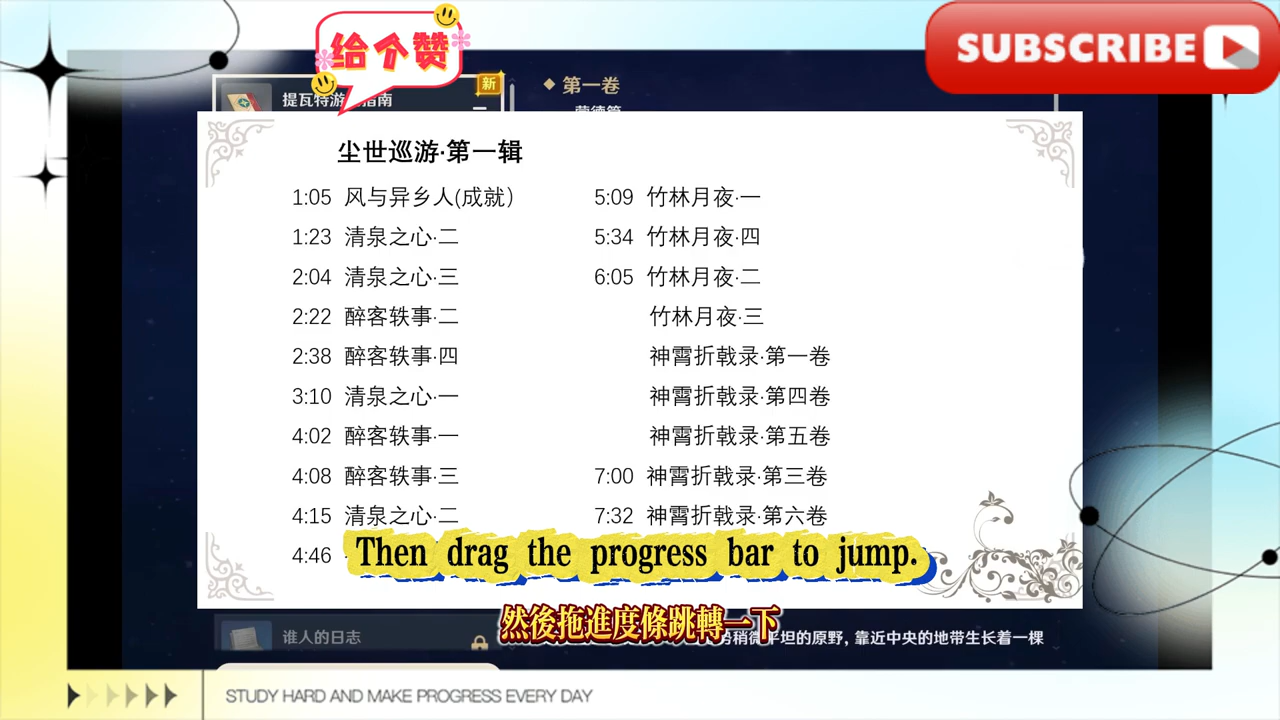 给个赞
SUBSCRIBE
新
第一卷
提瓦特游
指南
尘世巡游·第一辑
1:05 风与异乡人(成就)
1:23 清泉之心·二
2:04 清泉之心·三
2:22 醉客轶事·二
2:38 醉客轶事·四
3:10 清泉之心·一
4:02 醉客轶事·一
4:08 醉客轶事·三
4:15 清泉之心·二
4:46
5:09 竹林月夜·一
5:34 竹林月夜·四
6:05 竹林月夜·二
竹林月夜·三
神霄折戟录·第一卷
神霄折戟录·第四卷
神霄折戟录·第五卷
7:00 神霄折戟录·第三卷
7:32 神霄折戟录·第六卷
Then drag the progress bar to jump.
然後拖進度條跳轉一下
谁人的日志
稍微平坦的原野,靠近中央的地带生长着一棵
STUDY HARD AND MAKE PROGRESS EVERY DAY